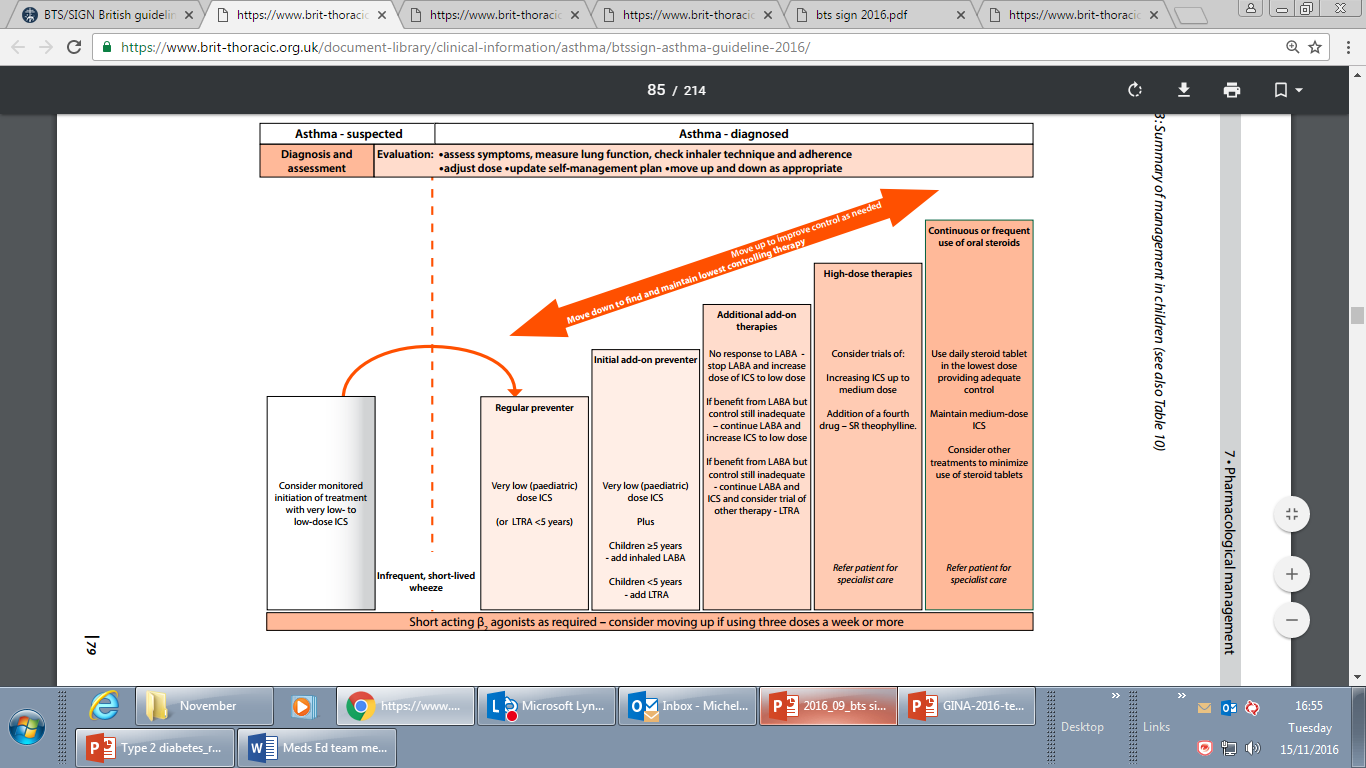 BTS/SIGN British guidelin
https://www.brit-thoracic
https://www.brit-thoracic
https://www.brit-thoracic
bts sign 2016.pdf
https://www.brit-thoracic
https://www.brit-thoracic.org.uk/document-library/clinical-information/asthma/btssign-asthma-guideline-2016/
85 / 214
Asthma - suspected
Asthma - diagnosed
Diagnosis and
assessment
Evaluation: •assess symptoms, measure lung function, check inhaler technique and adherence
•adjust dose •update self-management plan •move up and down as appropriate
Move up to improve control as needed
Move down to find and maintain lowest controlling therapy
Consider monitored
initiation of treatment
with very low- to
low-dose ICS
Infrequent, short-lived
wheeze
Regular preventer
Very low (paediatric)
dose ICS
(or LTRA <5 years)
Initial add-on preventer
Very low (paediatric)
dose ICS
Plus
Children ≥5 years
- add inhaled LABA
Children <5 years
- add LTRA
Additional add-on
therapies
No response to LABA -
stop LABA and increase
dose of ICS to low dose
If benefit from LABA but
control still inadequate
– continue LABA and
increase ICS to low dose
If benefit from LABA but
control still inadequate
- continue LABA and
ICS and consider trial of
other therapy - LTRA
High-dose therapies
Consider trials of:
Increasing ICS up to
medium dose
Addition of a fourth
drug – SR theophylline.
Refer patient for
specialist care
Continuous or frequent
use of oral steroids
Use daily steroid tablet
in the lowest dose
providing adequate
control
Maintain medium-dose
ICS
Consider other
treatments to minimize
use of steroid tablets
Refer patient for
specialist care
Short acting β₂ agonists as required – consider moving up if using three doses a week or more
3: Summary of management in children (see also Table 10)
7 • Pharmacological management
|79
November
https://www....
Microsoft Lyn...
Inbox - Michel...
2016_09_bts si...
GINA-2016-te...
Type 2 diabetes_r...
Meds Ed team me...
Desktop
Links
16:55
Tuesday
15/11/2016